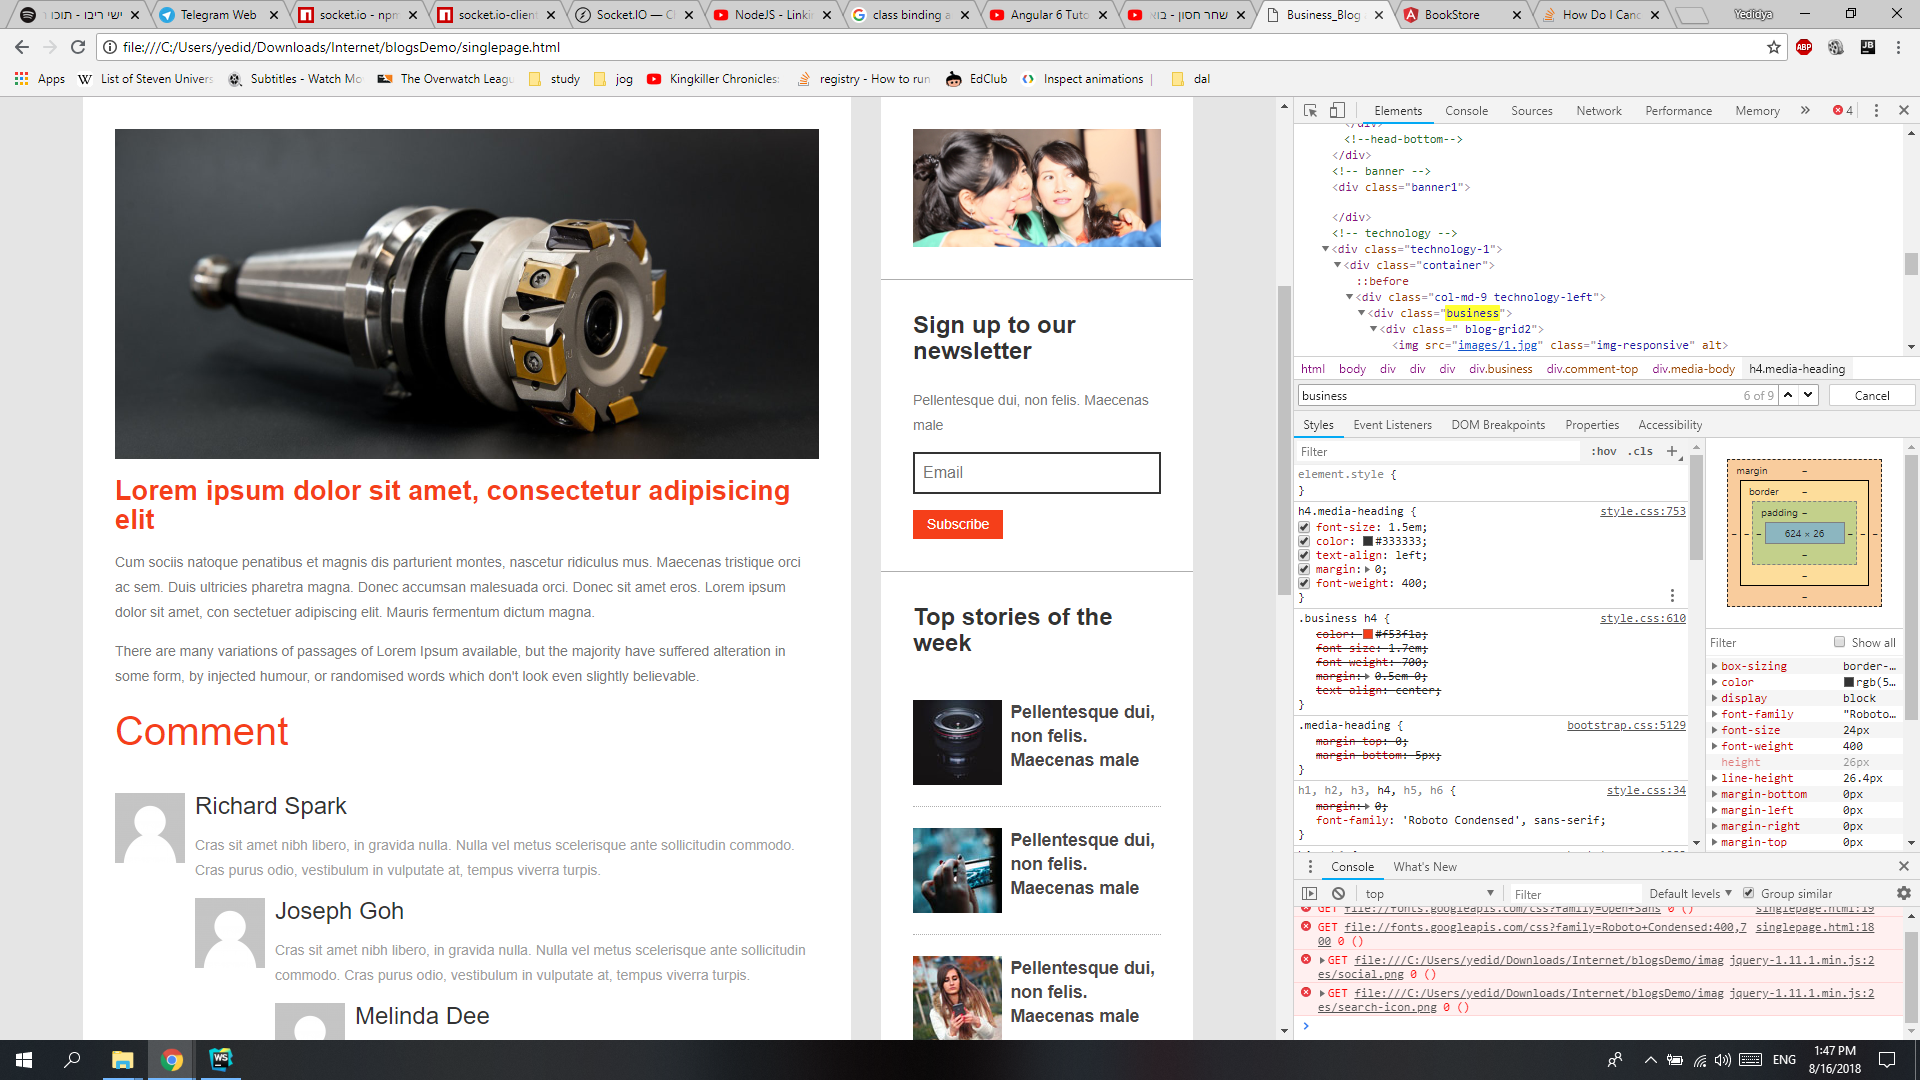 ישי ריבו - תוכו ר
Telegram Web
socket.io - npm
socket.io-client
Socket.IO — Ch
NodeJS - Linkin
class binding a
Angular 6 Tuto
שחר חסון - בוא
Business_Blog
BookStore
How Do I Canc
Yedidya
file:///C:/Users/yedid/Downloads/Internet/blogsDemo/singlepage.html
ABP
JB
Apps
List of Steven Univers
Subtitles - Watch Mo
The Overwatch Leagu
study
jog
Kingkiller Chronicles:
registry - How to run
EdClub
Inspect animations |
dal
Lorem ipsum dolor sit amet, consectetur adipisicing
elit
Cum sociis natoque penatibus et magnis dis parturient montes, nascetur ridiculus mus. Maecenas tristique orci
ac sem. Duis ultricies pharetra magna. Donec accumsan malesuada orci. Donec sit amet eros. Lorem ipsum
dolor sit amet, con sectetuer adipiscing elit. Mauris fermentum dictum magna.
There are many variations of passages of Lorem Ipsum available, but the majority have suffered alteration in
some form, by injected humour, or randomised words which don't look even slightly believable.
Comment
Richard Spark
Cras sit amet nibh libero, in gravida nulla. Nulla vel metus scelerisque ante sollicitudin commodo.
Cras purus odio, vestibulum in vulputate at, tempus viverra turpis.
Joseph Goh
Cras sit amet nibh libero, in gravida nulla. Nulla vel metus scelerisque ante sollicitudin
commodo. Cras purus odio, vestibulum in vulputate at, tempus viverra turpis.
Melinda Dee
Sign up to our
newsletter
Pellentesque dui, non felis. Maecenas
male
Email
Subscribe
Top stories of the
week
Pellentesque dui,
non felis.
Maecenas male
Pellentesque dui,
non felis.
Maecenas male
Pellentesque dui,
non felis.
Maecenas male
Elements
Console
Sources
Network
Performance
Memory
»
4
</div>
<!--head-bottom-->
</div>
<!-- banner -->
<div class="banner1">
</div>
<!-- technology -->
<div class="technology-1">
<div class="container">
::before
<div class="col-md-9 technology-left">
<div class="business">
<div class=" blog-grid2">
<img src="images/1.jpg" class="img-responsive" alt>
html body div div div div.business div.comment-top div.media-body h4.media-heading
business
6 of 9
Cancel
Styles
Event Listeners
DOM Breakpoints
Properties
Accessibility
Filter
:hov .cls +
element.style {
}
h4.media-heading { style.css:753
font-size: 1.5em;
color: #333333;
text-align: left;
margin: 0;
font-weight: 400;
}
.business h4 { style.css:610
color: #f53f1a;
font-size: 1.7em;
font-weight: 700;
margin: 0.5em 0;
text-align: center;
}
.media-heading { bootstrap.css:5129
margin-top: 0;
margin-bottom: 5px;
}
h1, h2, h3, h4, h5, h6 { style.css:34
margin: 0;
font-family: 'Roboto Condensed', sans-serif;
}
margin –
border –
padding –
– – – 624 × 26 – – –
–
–
–
Filter
Show all
box-sizing border-…
color rgb(5…
display block
font-family "Roboto…
font-size 24px
font-weight 400
height 26px
line-height 26.4px
margin-bottom 0px
margin-left 0px
margin-right 0px
margin-top 0px
Console
What's New
top
Filter
Default levels
Group similar
GET file://fonts.googleapis.com/css?family=Open+Sans 0 () singlepage.html:19
GET file://fonts.googleapis.com/css?family=Roboto+Condensed:400,7 singlepage.html:18
00 0 ()
GET file:///C:/Users/yedid/Downloads/Internet/blogsDemo/imag jquery-1.11.1.min.js:2
es/social.png 0 ()
GET file:///C:/Users/yedid/Downloads/Internet/blogsDemo/imag jquery-1.11.1.min.js:2
es/search-icon.png 0 ()
WS
ENG
1:47 PM
8/16/2018